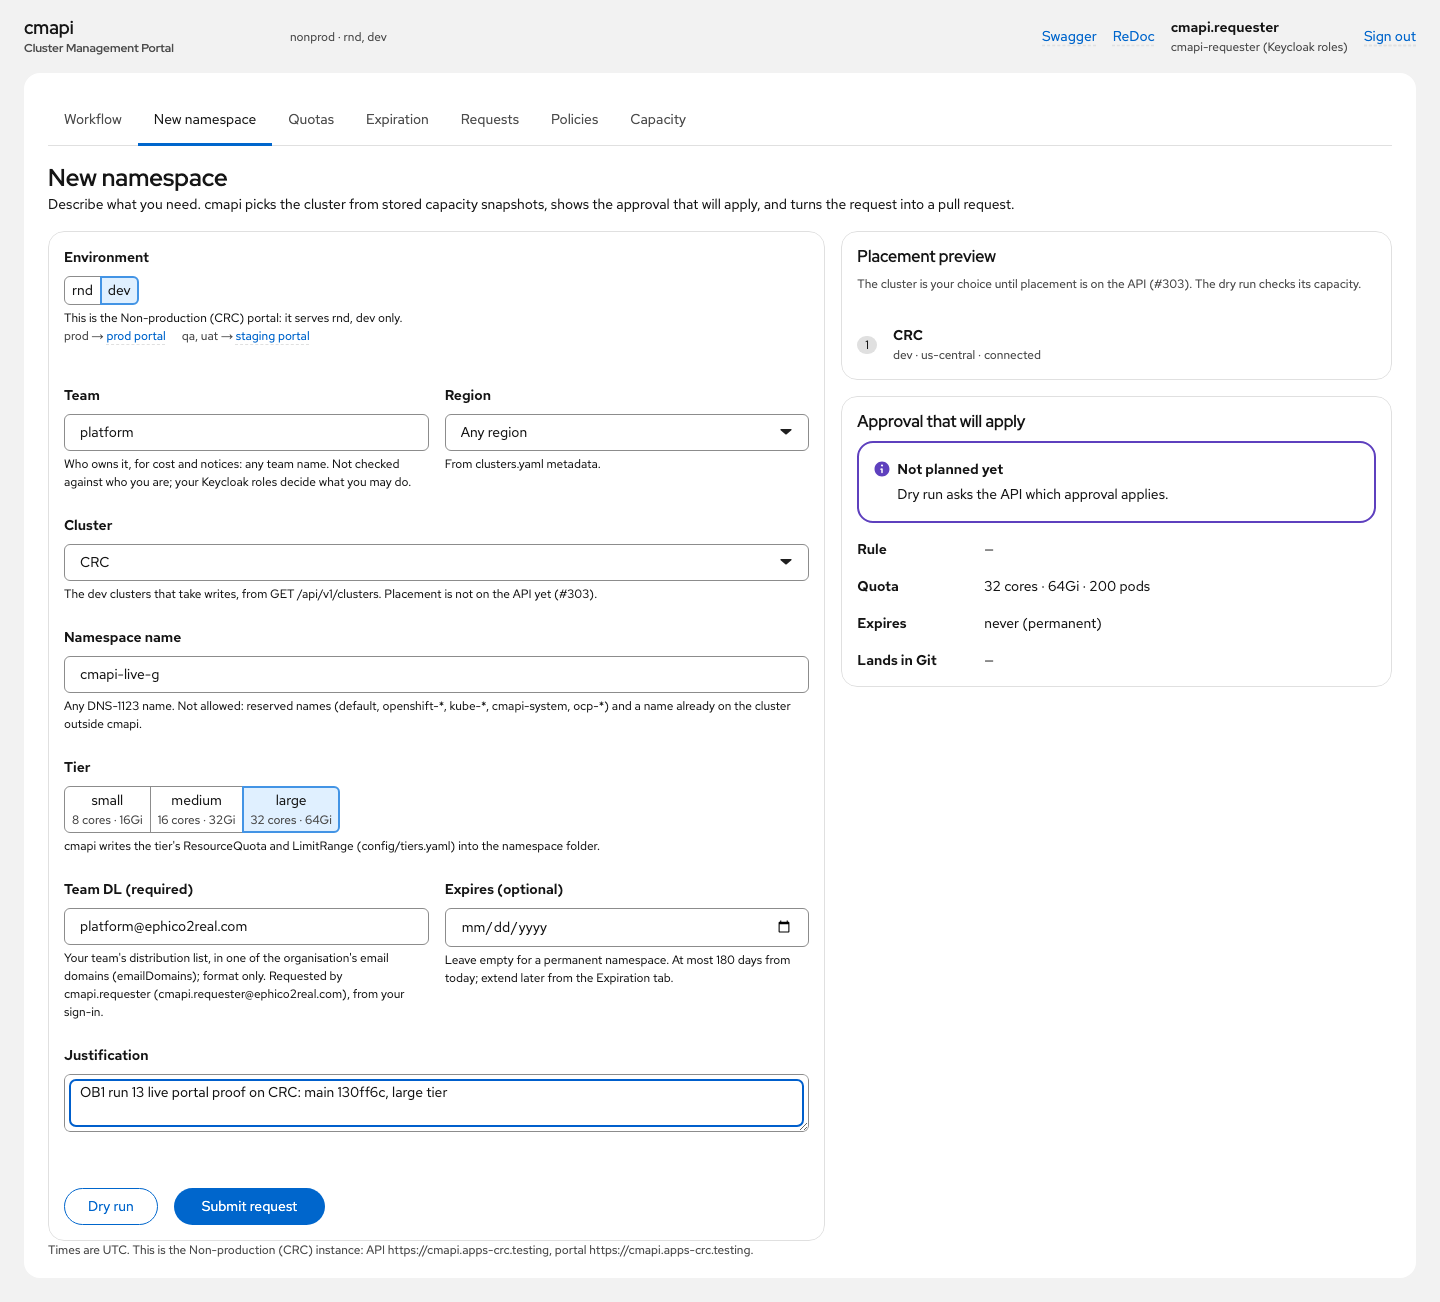 cmapi
Cluster Management Portal
nonprod · rnd, dev
Swagger
ReDoc
cmapi.requester
cmapi-requester (Keycloak roles)
Sign out
Workflow
New namespace
Quotas
Expiration
Requests
Policies
Capacity
New namespace
Describe what you need. cmapi picks the cluster from stored capacity snapshots, shows the approval that will apply, and turns the request into a pull request.
Environment
rnd
dev
This is the Non-production (CRC) portal: it serves rnd, dev only.
prod → prod portal qa, uat → staging portal
Team
platform
Who owns it, for cost and notices: any team name. Not checked
against who you are; your Keycloak roles decide what you may do.
Region
Any region
From clusters.yaml metadata.
Cluster
CRC
The dev clusters that take writes, from GET /api/v1/clusters. Placement is not on the API yet (#303).
Namespace name
cmapi-live-g
Any DNS-1123 name. Not allowed: reserved names (default, openshift-*, kube-*, cmapi-system, ocp-*) and a name already on the cluster
outside cmapi.
Tier
small
8 cores · 16Gi
medium
16 cores · 32Gi
large
32 cores · 64Gi
cmapi writes the tier's ResourceQuota and LimitRange (config/tiers.yaml) into the namespace folder.
Team DL (required)
platform@ephico2real.com
Your team's distribution list, in one of the organisation's email
domains (emailDomains); format only. Requested by
cmapi.requester (cmapi.requester@ephico2real.com), from your
sign-in.
Expires (optional)
mm/dd/yyyy
Leave empty for a permanent namespace. At most 180 days from
today; extend later from the Expiration tab.
Justification
OB1 run 13 live portal proof on CRC: main 130ff6c, large tier
Dry run
Submit request
Placement preview
The cluster is your choice until placement is on the API (#303). The dry run checks its capacity.
1
CRC
dev · us-central · connected
Approval that will apply
Not planned yet
Dry run asks the API which approval applies.
Rule –
Quota 32 cores · 64Gi · 200 pods
Expires never (permanent)
Lands in Git –
Times are UTC. This is the Non-production (CRC) instance: API https://cmapi.apps-crc.testing, portal https://cmapi.apps-crc.testing.